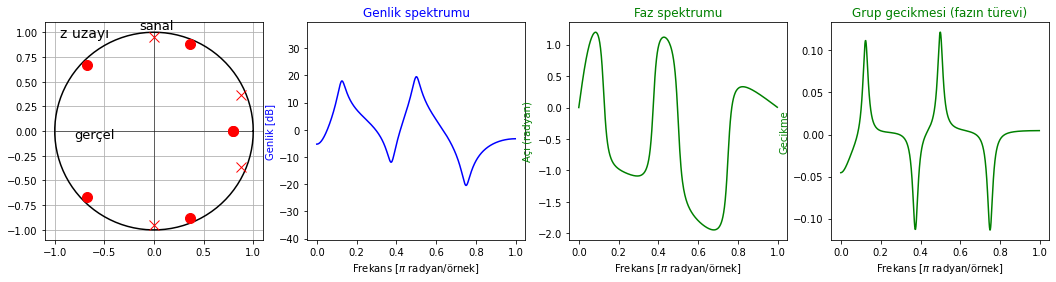 sanal
z uzayı
gerçel
1.00
0.75
0.50
0.25
0.00
−0.25
−0.50
−0.75
−1.00
−1.0 −0.5 0.0 0.5 1.0
Genlik spektrumu
Genlik [dB]
30
20
10
0
−10
−20
−30
−40
0.0 0.2 0.4 0.6 0.8 1.0
Frekans [π radyan/örnek]
Faz spektrumu
Açı (radyan)
1.0
0.5
0.0
−0.5
−1.0
−1.5
−2.0
0.0 0.2 0.4 0.6 0.8 1.0
Frekans [π radyan/örnek]
Grup gecikmesi (fazın türevi)
Gecikme
0.10
0.05
0.00
−0.05
−0.10
0.0 0.2 0.4 0.6 0.8 1.0
Frekans [π radyan/örnek]